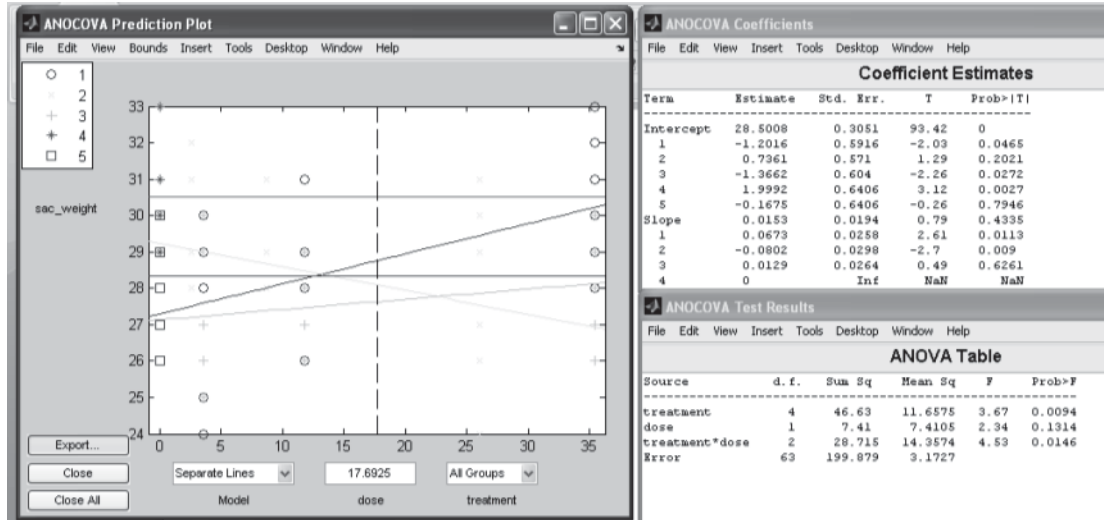 ANOCOVA Prediction Plot
File Edit View Bounds Insert Tools Desktop Window Help
1
2
3
4
5
sac_weight
33
32
31
30
29
28
27
26
25
24
0 5 10 15 20 25 30 35
Export...
Close
Close All
Separate Lines
17.6925
All Groups
Model
dose
treatment
ANOCOVA Coefficients
File Edit View Insert Tools Desktop Window Help
Coefficient Estimates
Term Estimate Std. Err. T Prob>|T|
Intercept 28.5008 0.3051 93.42 0
1 -1.2016 0.5916 -2.03 0.0465
2 0.7361 0.571 1.29 0.2021
3 -1.3662 0.604 -2.26 0.0272
4 1.9992 0.6406 3.12 0.0027
5 -0.1675 0.6406 -0.26 0.7946
Slope 0.0153 0.0194 0.79 0.4335
1 0.0673 0.0258 2.61 0.0113
2 -0.0802 0.0298 -2.7 0.009
3 0.0129 0.0264 0.49 0.6261
4 0 Inf NaN NaN
ANOCOVA Test Results
File Edit View Insert Tools Desktop Window Help
ANOVA Table
Source d.f. Sum Sq Mean Sq F Prob>F
treatment 4 46.63 11.6575 3.67 0.0094
dose 1 7.41 7.4105 2.34 0.1314
treatment*dose 2 28.715 14.3574 4.53 0.0146
Error 63 199.879 3.1727